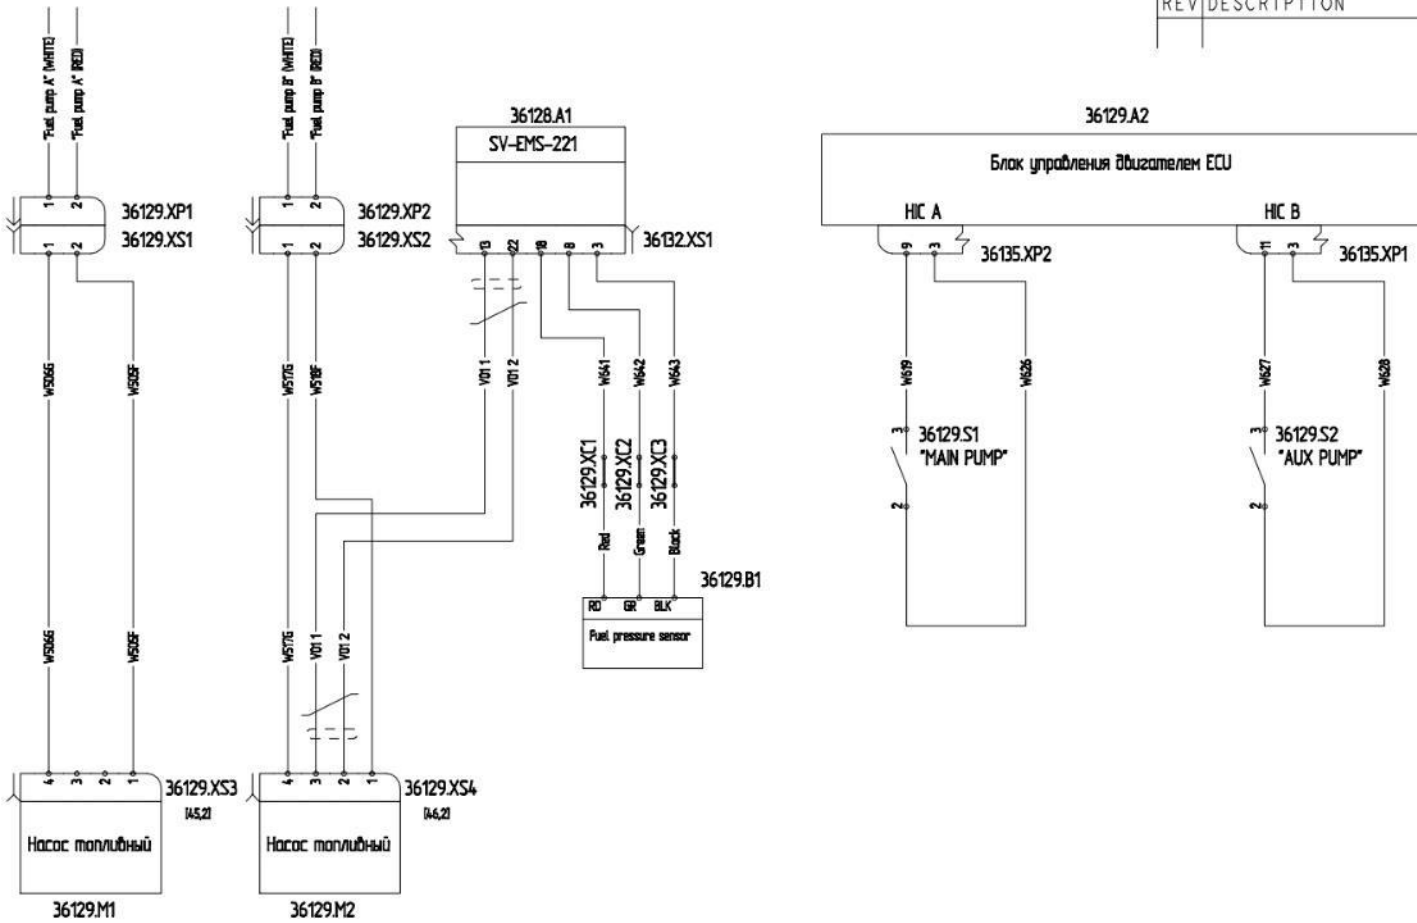 REV DESCRIPTION
"Fuel pump A" (WHITE)
"Fuel pump A" (RED)
"Fuel pump B" (WHITE)
"Fuel pump B" (RED)
36128.A1
SV-EMS-221
36129.A2
Блок управления двигателем ECU
HIC A
HIC B
1 2
36129.XP1
1 2
36129.XS1
1 2
36129.XP2
1 2
36129.XS2
13 22 18 8 3
36132.XS1
9 3
36135.XP2
11 3
36135.XP1
W506G
W505F
W517G
W518F
V01 1
V01 2
W641
W642
W643
W619
W626
W627
W628
3
36129.S1
"MAIN PUMP"
2
3
36129.S2
"AUX PUMP"
2
36129.XC1
36129.XC2
36129.XC3
Red
Green
Black
36129.B1
RD GR BLK
Fuel pressure sensor
W506G
W505F
W517G
V01 1
V01 2
4 3 2 1
36129.XS3
[45,2]
4 3 2 1
36129.XS4
[46,2]
Насос топливный
Насос топливный
36129.M1
36129.M2